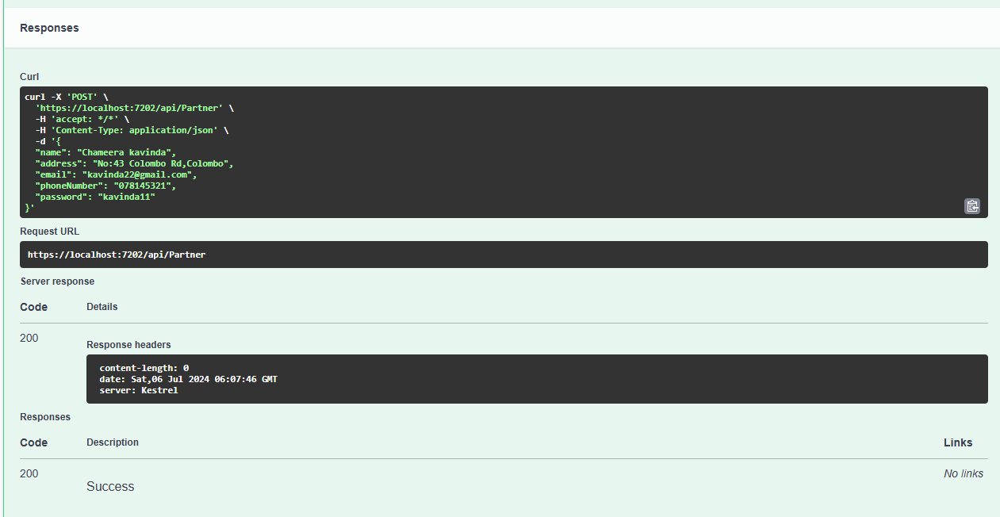 Responses
Curl
curl -X 'POST' \
  'https://localhost:7202/api/Partner' \
  -H 'accept: */*' \
  -H 'Content-Type: application/json' \
  -d '{
  "name": "Chameera kavinda",
  "address": "No:43 Colombo Rd,Colombo",
  "email": "kavinda22@gmail.com",
  "phoneNumber": "078145321",
  "password": "kavinda11"
}'
Request URL
https://localhost:7202/api/Partner
Server response
Code Details
200
Response headers
content-length: 0
date: Sat,06 Jul 2024 06:07:46 GMT
server: Kestrel
Responses
Code Description Links
200 No links
Success